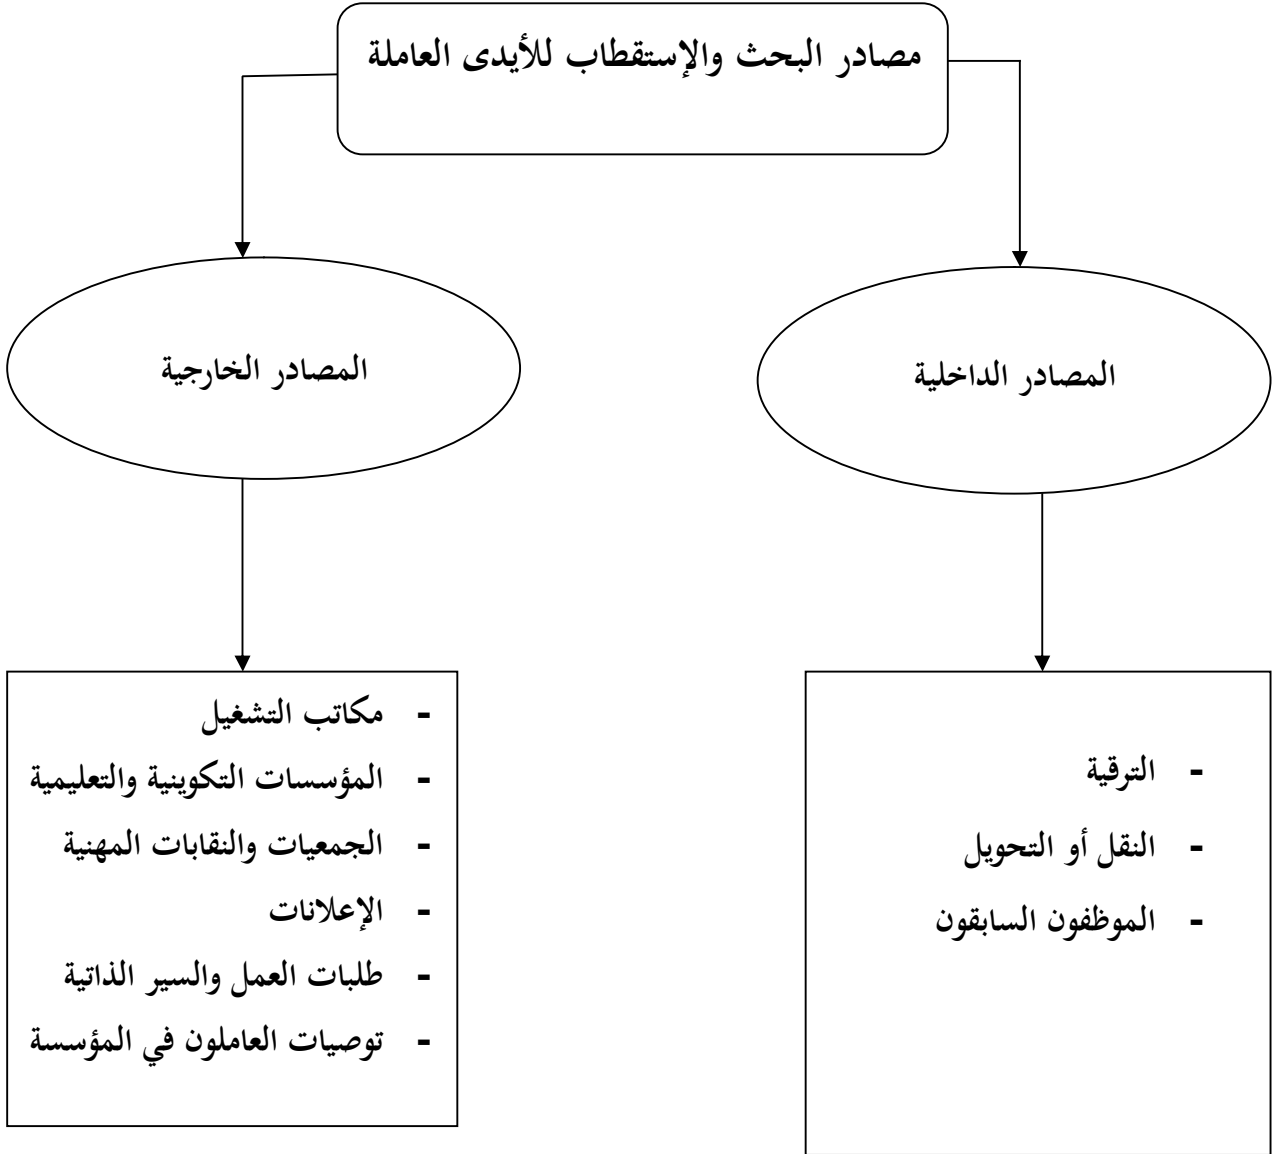 مصادر البحث والإستقطاب للأيدى العاملة
المصادر الداخلية
المصادر الخارجية
- الترقية
- النقل أو التحويل
- الموظفون السابقون
- مكاتب التشغيل
- المؤسسات التكوينية والتعليمية
- الجمعيات والنقابات المهنية
- الإعلانات
- طلبات العمل والسير الذاتية
- توصيات العاملون في المؤسسة